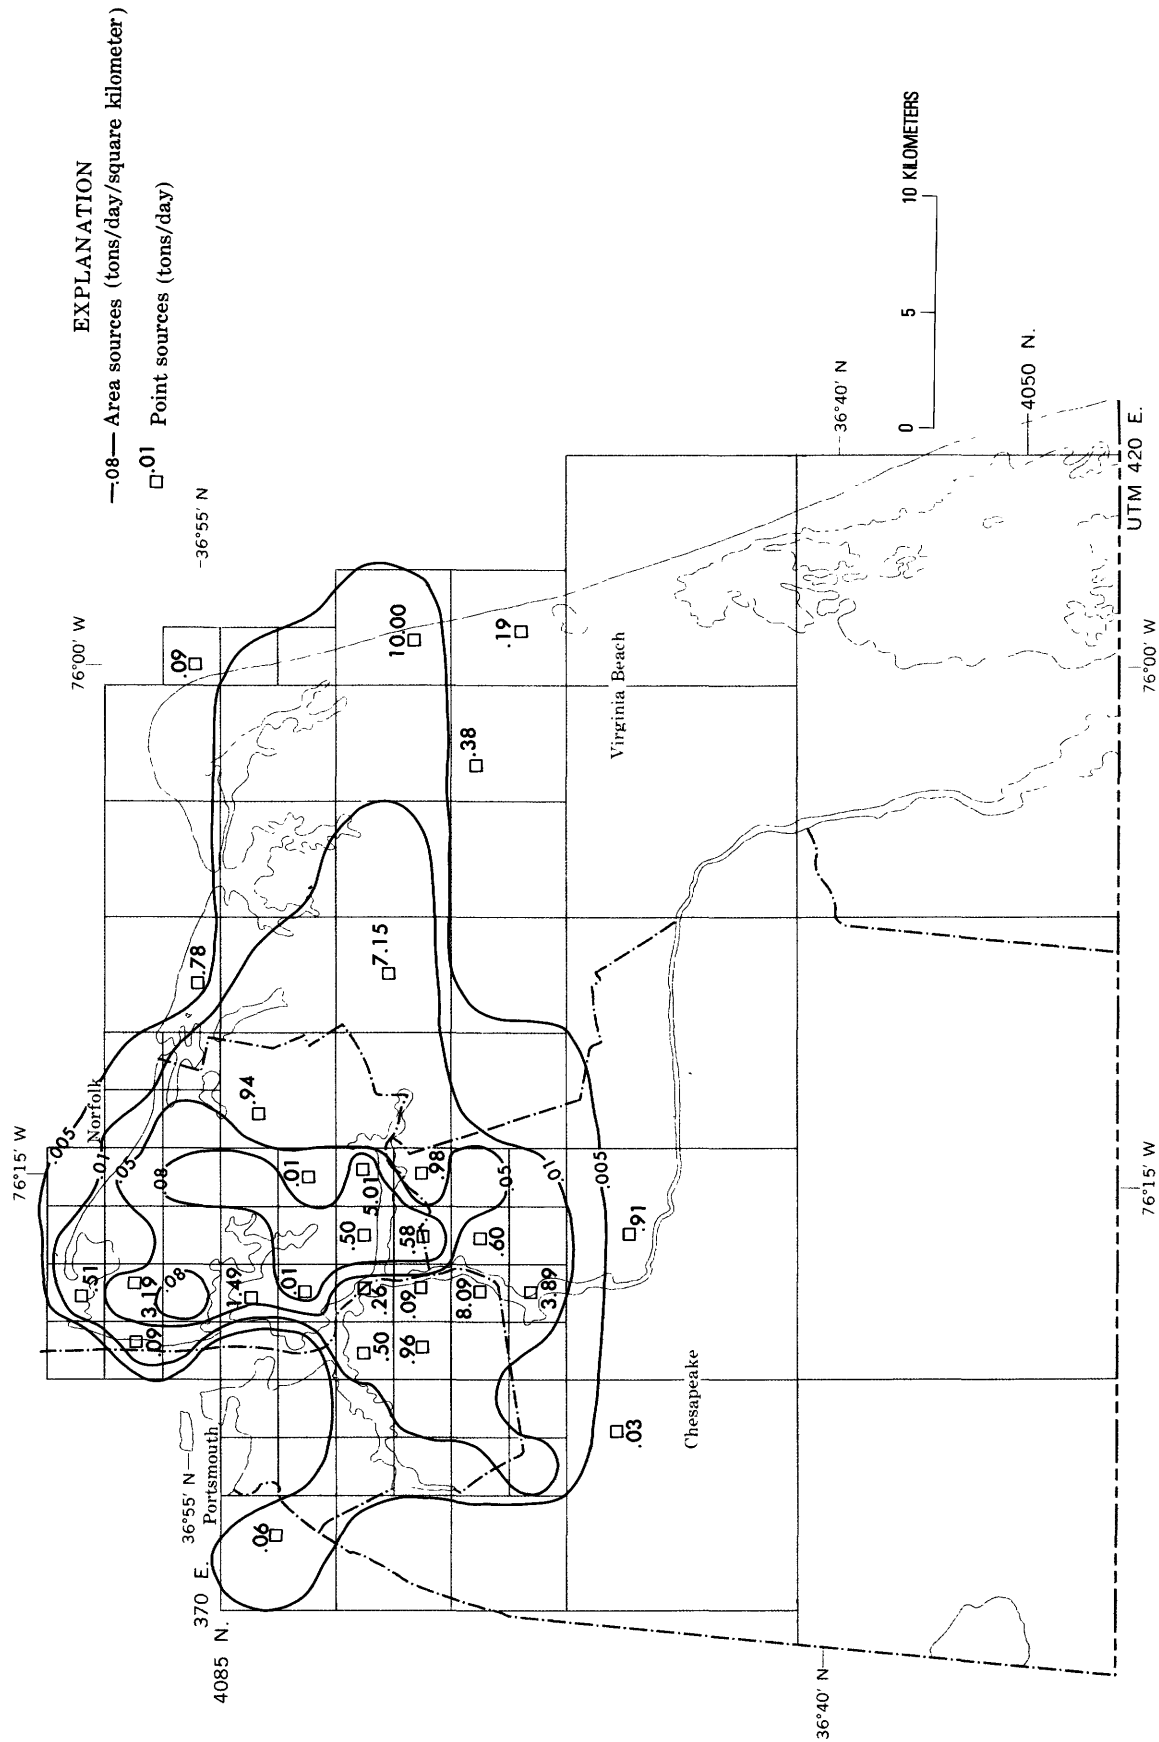 EXPLANATION
—.08— Area sources (tons/day/square kilometer)
.01 Point sources (tons/day)
76°15' W
76°00' W
36°55' N
.005
.01
.05
.08
Norfolk
.51
3.19
.08
.09
1.49
.01
.01
.94
.78
.09
7.15
10.00
.19
.38
5.01
.50
.58
.98
.26
.09
.50
.96
8.09
.60
3.89
.05
.01
.005
.91
.03
.06
36°55' N
Portsmouth
370 E.
4085 N.
Chesapeake
Virginia Beach
36°40' N
36°40' N
4050 N.
UTM 420 E.
76°15' W
76°00' W
0 5 10 KILOMETERS